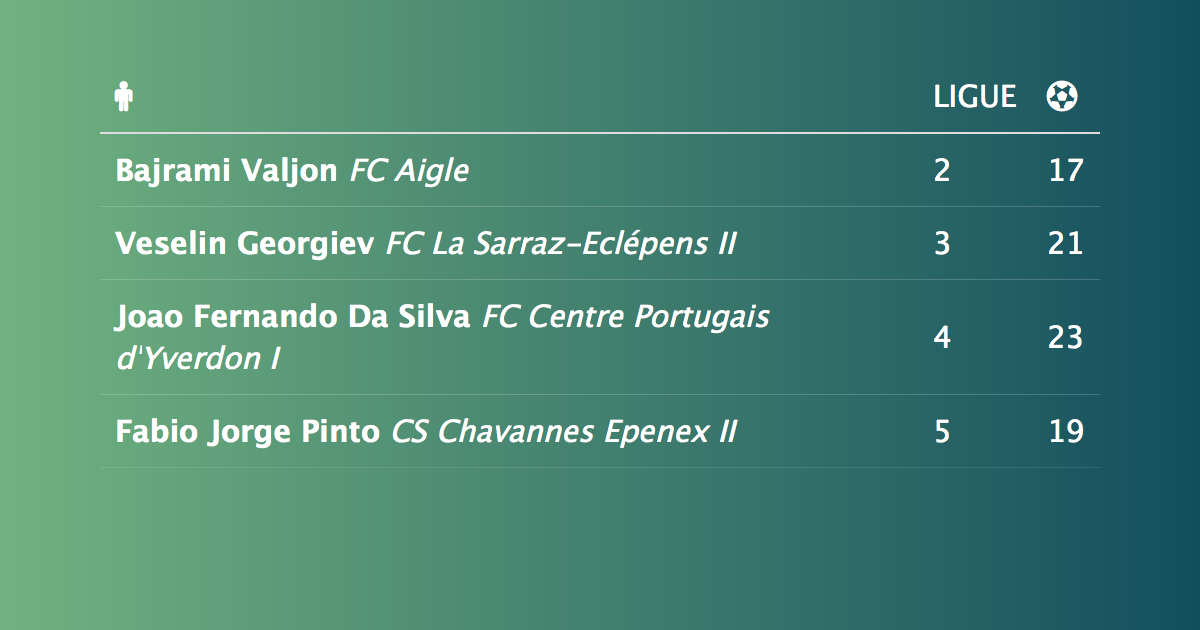 LIGUE
Bajrami Valjon FC Aigle 2 17
Veselin Georgiev FC La Sarraz-Eclépens II 3 21
Joao Fernando Da Silva FC Centre Portugais
d'Yverdon I 4 23
Fabio Jorge Pinto CS Chavannes Epenex II 5 19